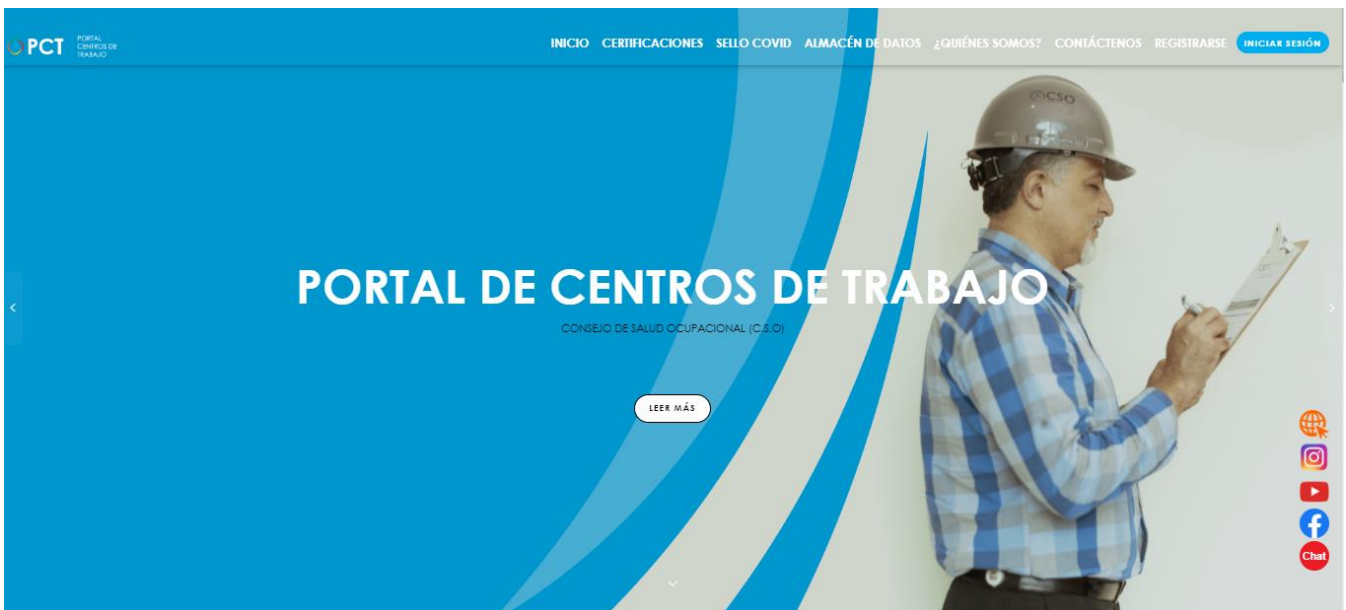 PCT
PORTAL
CENTROS DE
TRABAJO
INICIO CERTIFICACIONES SELLO COVID ALMACÉN DE DATOS ¿QUIÉNES SOMOS? CONTÁCTENOS REGISTRARSE INICIAR SESIÓN
CSO
PORTAL DE CENTROS DE TRABAJO
CONSEJO DE SALUD OCUPACIONAL (C.S.O)
LEER MÁS
Chat